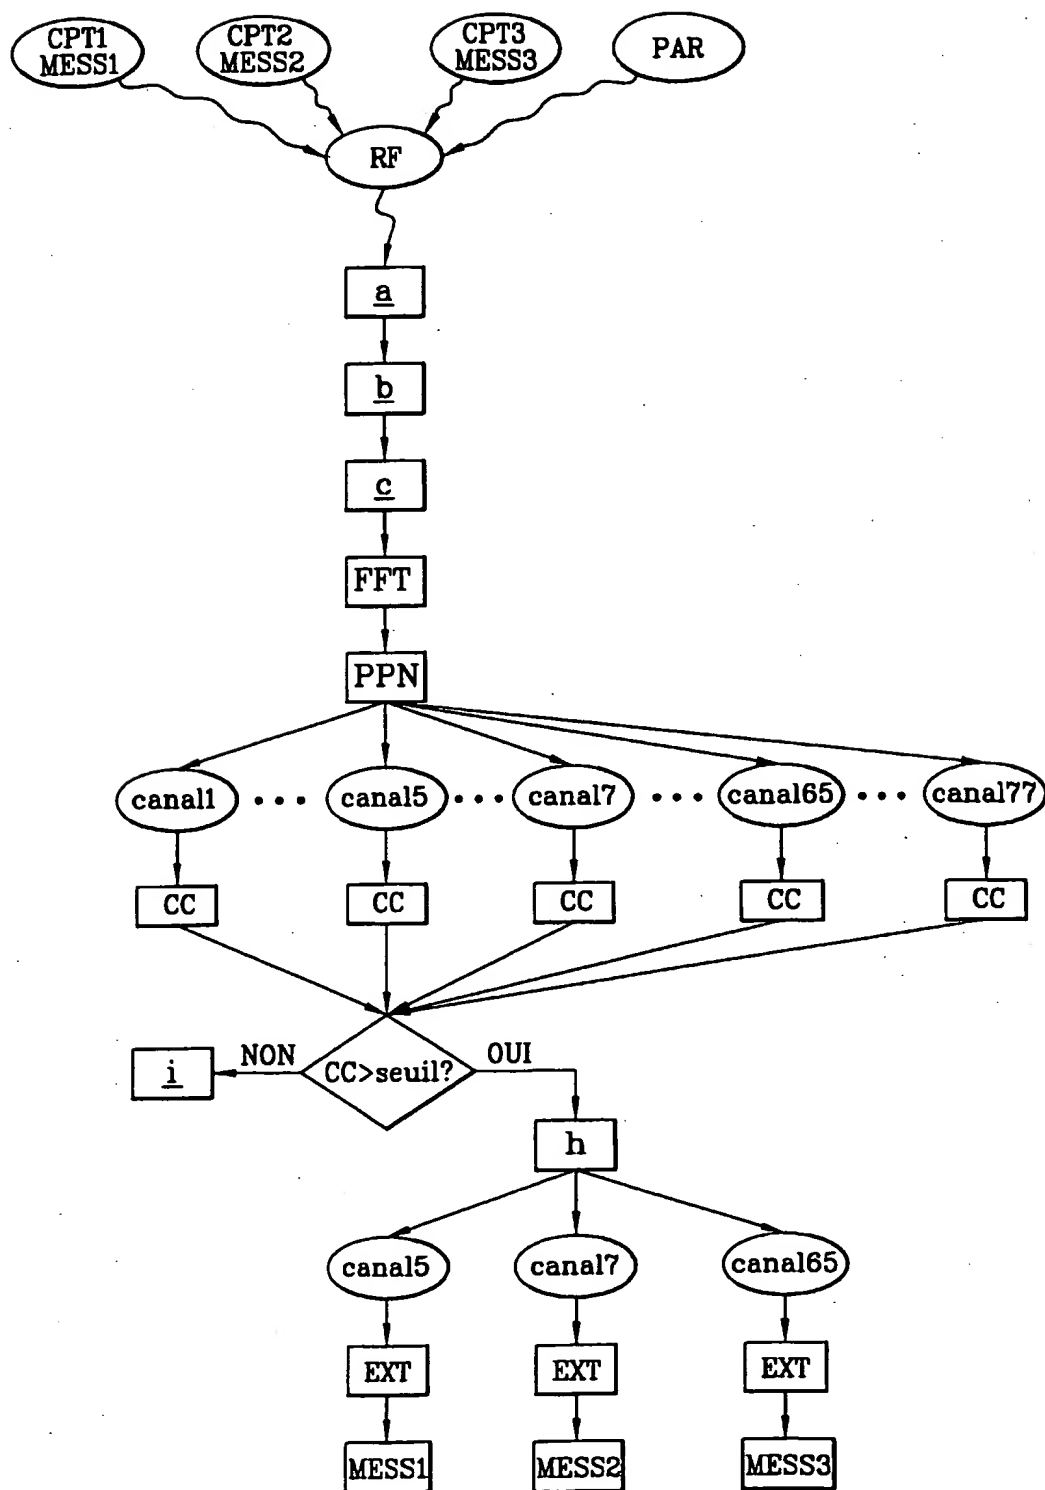 CPT1
MESS1
CPT2
MESS2
CPT3
MESS3
PAR
RF
a
b
c
FFT
PPN
canal1 • • • canal5 • • • canal7 • • • canal65 • • • canal77
CC CC CC CC CC
i NON CC>seuil? OUI
h
canal5 canal7 canal65
EXT EXT EXT
MESS1 MESS2 MESS3